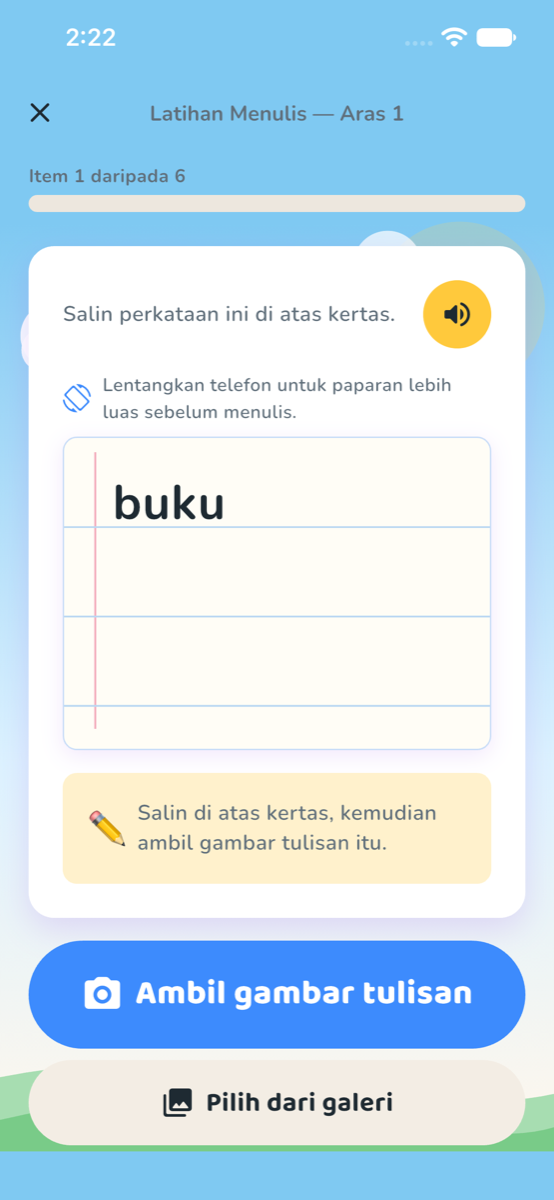 2:22
Latihan Menulis — Aras 1
Item 1 daripada 6
Salin perkataan ini di atas kertas.
Lentangkan telefon untuk paparan lebih
luas sebelum menulis.
buku
Salin di atas kertas, kemudian
ambil gambar tulisan itu.
Ambil gambar tulisan
Pilih dari galeri